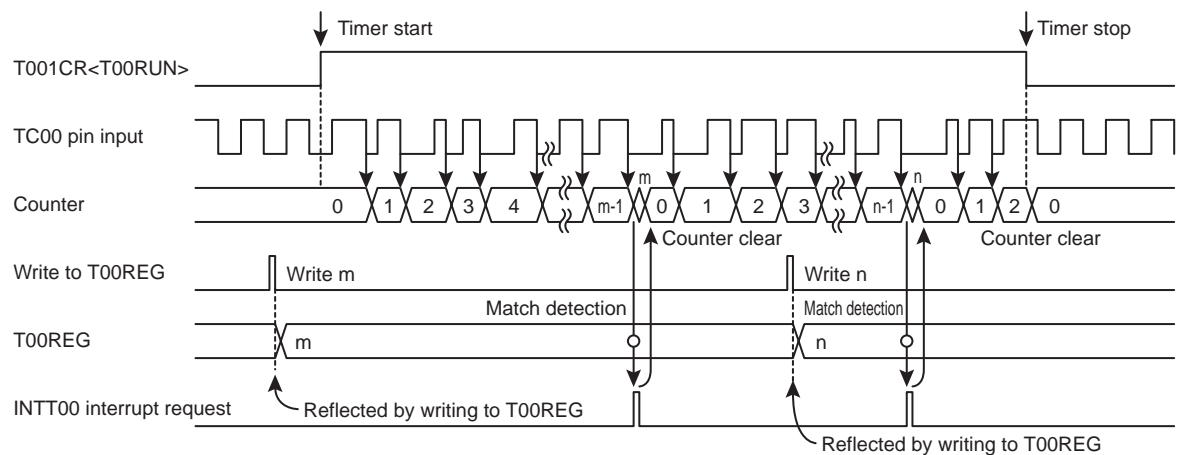 Timer start
Timer stop
T001CR<T00RUN>
TC00 pin input
m
n
Counter
0 1 2 3 4 m-1 0 1 2 3 n-1 0 1 2 0
Counter clear
Counter clear
Write to T00REG
Write m
Write n
Match detection
Match detection
T00REG
m
n
INTT00 interrupt request
Reflected by writing to T00REG
Reflected by writing to T00REG